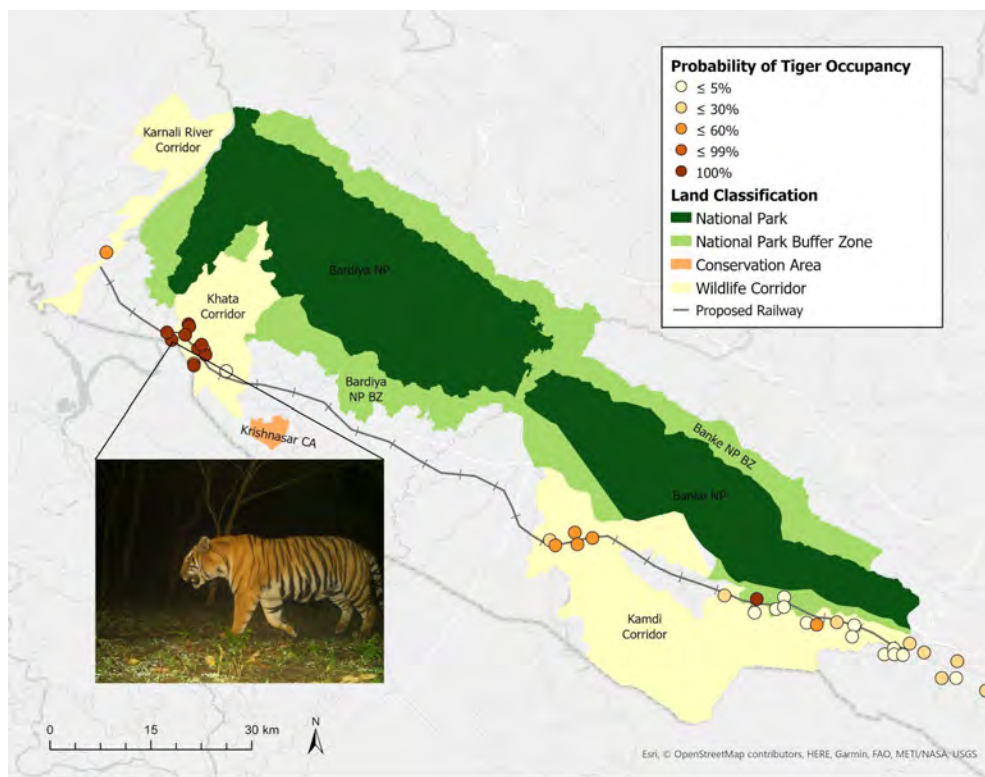 Probability of Tiger Occupancy
≤ 5%
≤ 30%
≤ 60%
≤ 99%
100%
Land Classification
National Park
National Park Buffer Zone
Conservation Area
Wildlife Corridor
Proposed Railway
Karnali River
Corridor
Bardiya NP
Khata
Corridor
Bardiya
NP BZ
Krishnasar CA
Banke NP BZ
Banke NP
Kamdi
Corridor
0 15 30 km
N
Esri, © OpenStreetMap contributors, HERE, Garmin, FAO, METI/NASA, USGS